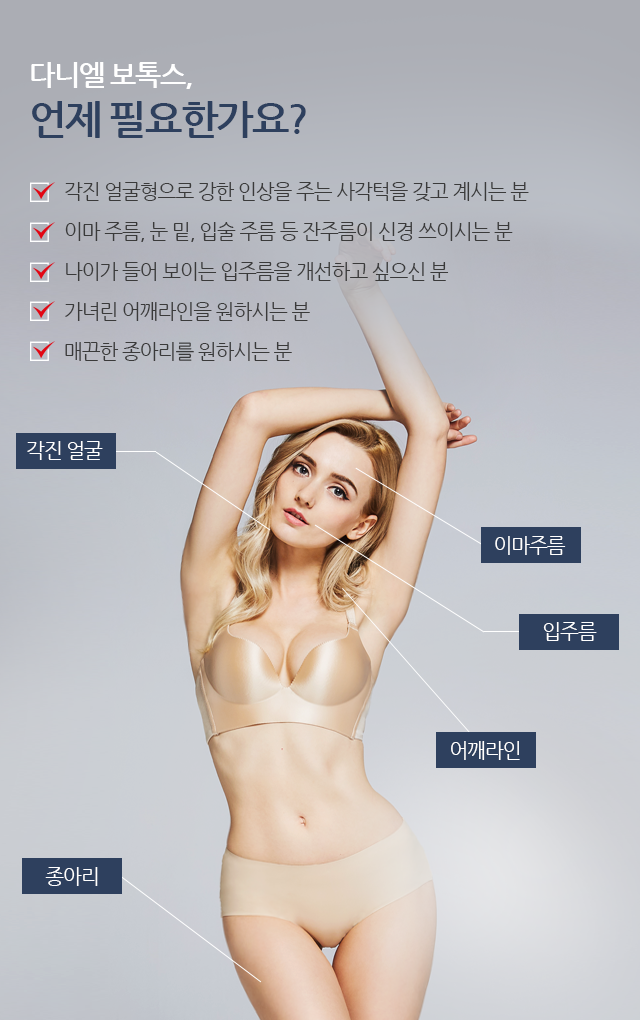 다니엘 보톡스,
언제 필요한가요?
각진 얼굴형으로 강한 인상을 주는 사각턱을 갖고 계시는 분
이마 주름, 눈 밑, 입술 주름 등 잔주름이 신경 쓰이시는 분
나이가 들어 보이는 입주름을 개선하고 싶으신 분
가녀린 어깨라인을 원하시는 분
매끈한 종아리를 원하시는 분
각진 얼굴
이마주름
입주름
어깨라인
종아리